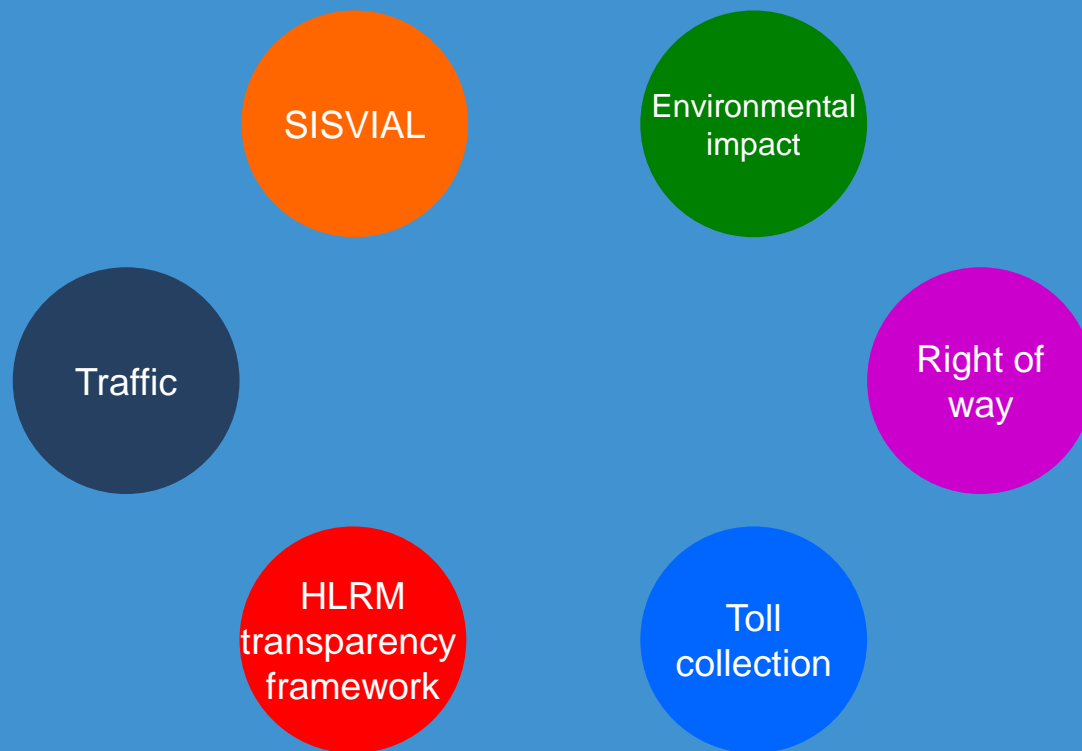 SISVIAL
Environmental
impact
Traffic
Right of
way
HLRM
transparency
framework
Toll
collection